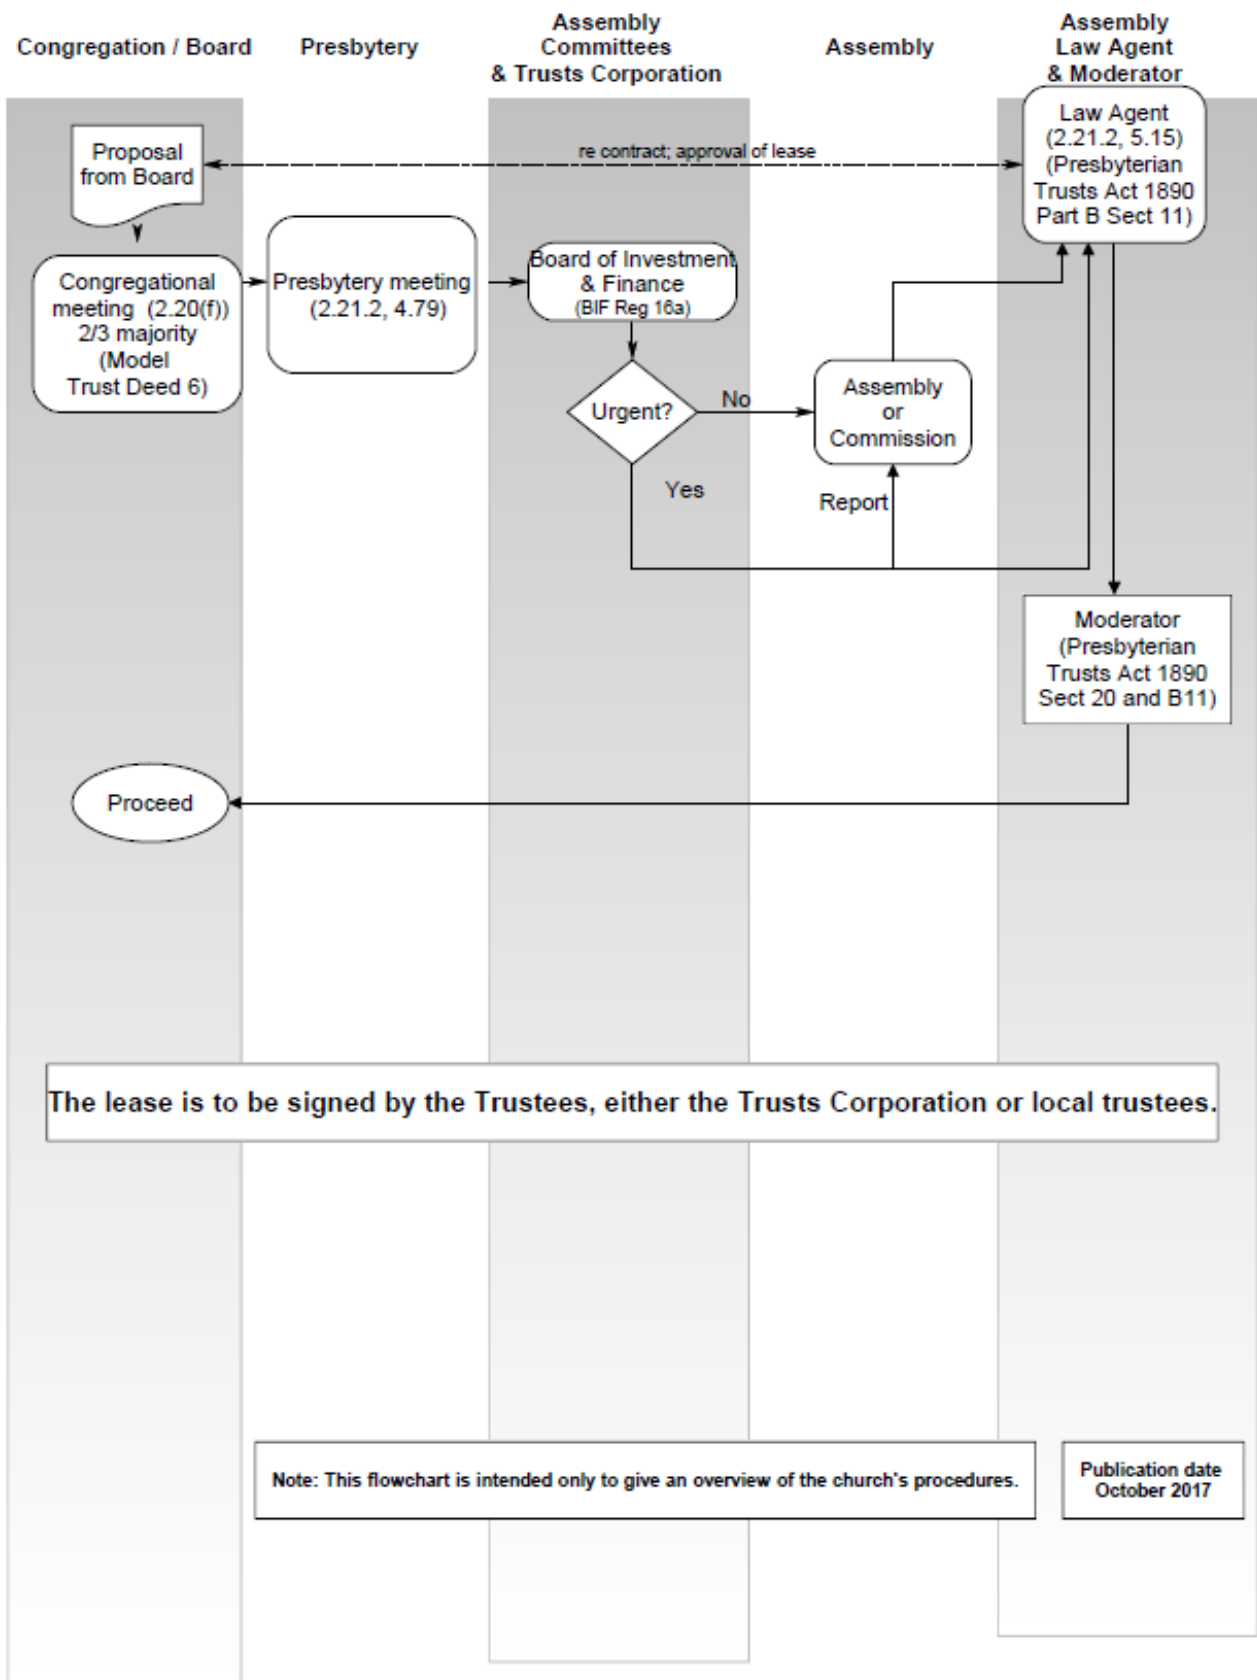 Congregation / Board
Presbytery
Assembly
Committees
& Trusts Corporation
Assembly
Assembly
Law Agent
& Moderator
Proposal
from Board
re contract; approval of lease
Law Agent
(2.21.2, 5.15)
(Presbyterian
Trusts Act 1890
Part B Sect 11)
Congregational
meeting (2.20(f))
2/3 majority
(Model
Trust Deed 6)
Presbytery meeting
(2.21.2, 4.79)
Board of Investment
& Finance
(BIF Reg 16a)
Urgent?
No
Assembly
or
Commission
Yes
Report
Moderator
(Presbyterian
Trusts Act 1890
Sect 20 and B11)
Proceed
The lease is to be signed by the Trustees, either the Trusts Corporation or local trustees.
Note: This flowchart is intended only to give an overview of the church's procedures.
Publication date
October 2017